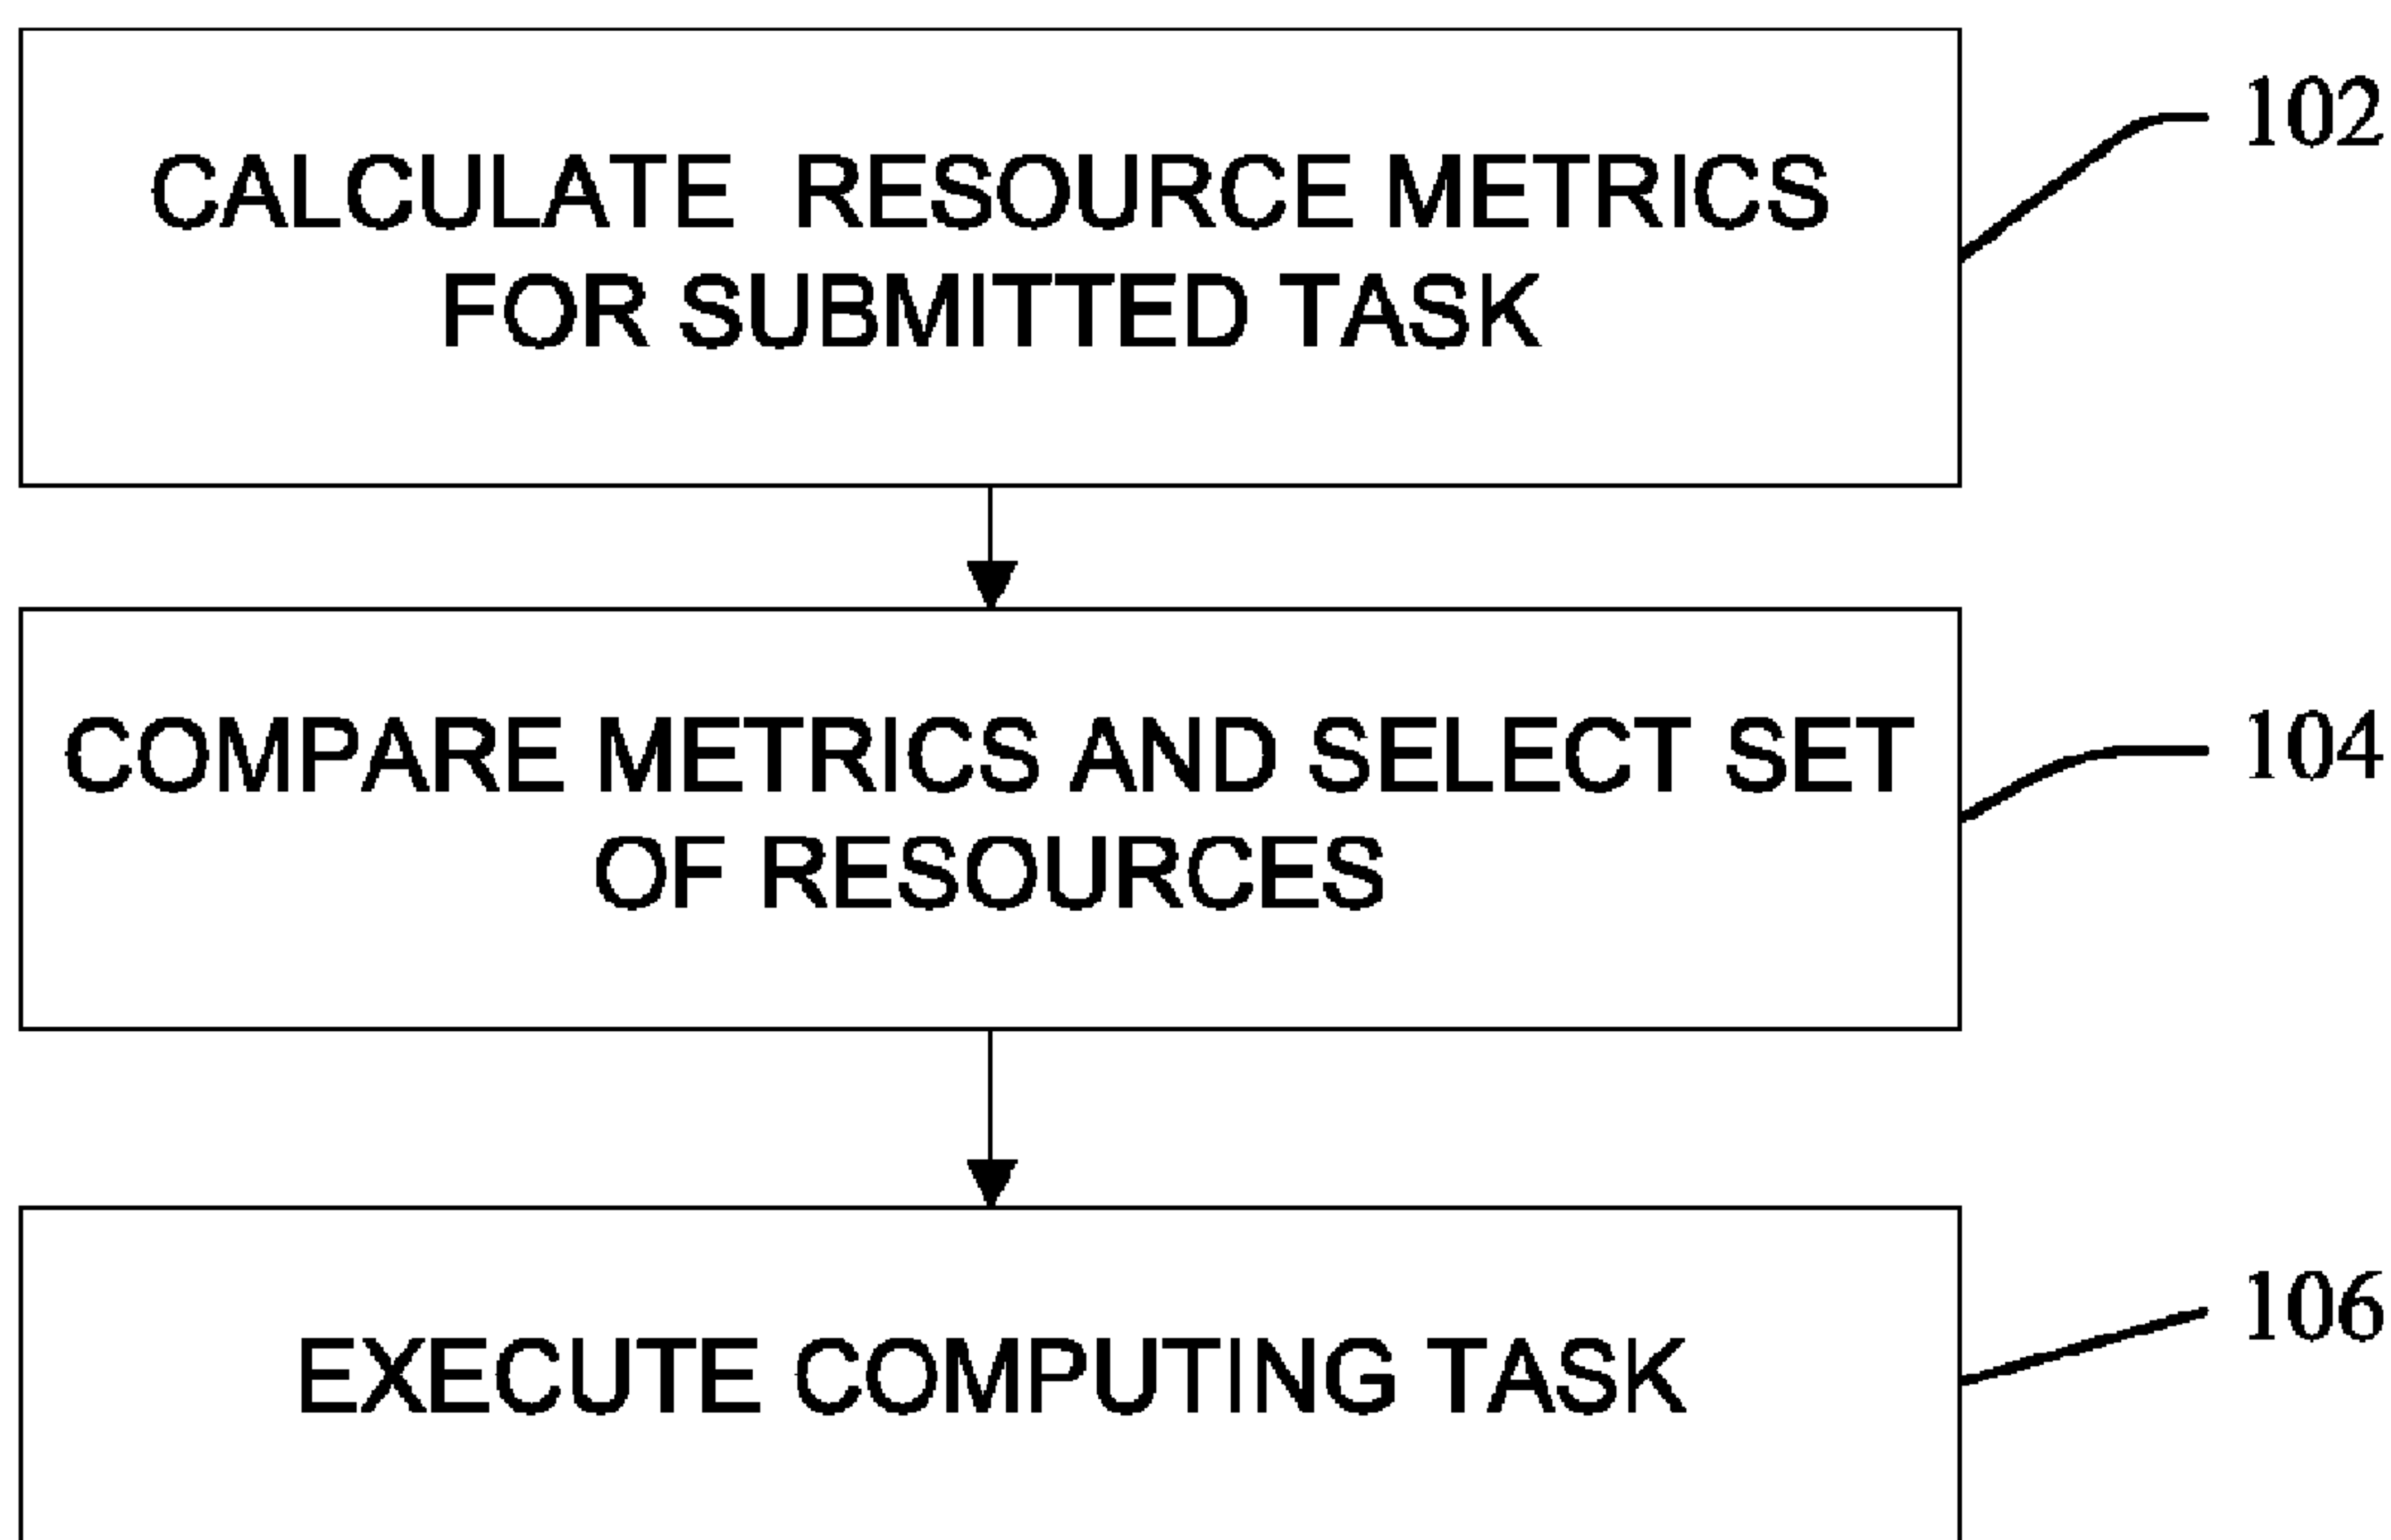 102
CALCULATE RESOURCE METRICS
FOR SUBMITTED TASK
104
COMPARE METRICS AND SELECT SET
OF RESOURCES
106
EXECUTE COMPUTING TASK